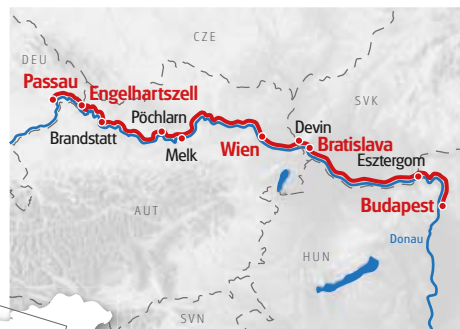 CZE
DEU
Passau
Engelhartszell
SVK
Pöchlarn
Brandstatt
Melk
Wien
Devin
Bratislava
Esztergom
Budapest
AUT
Donau
HUN
SVN